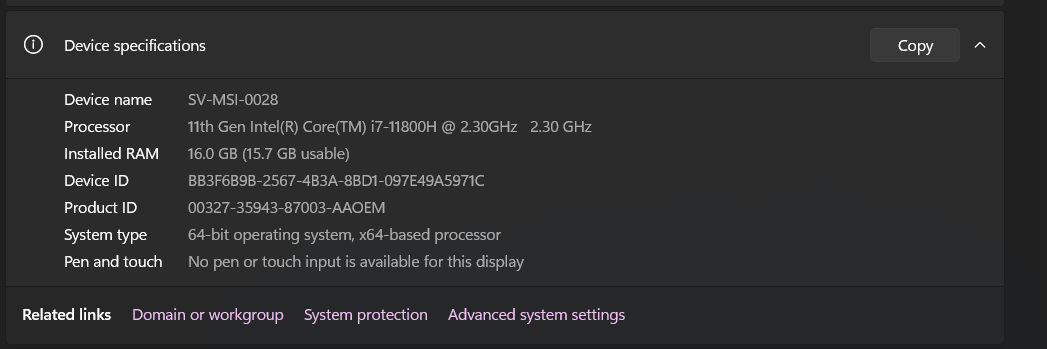 Device specifications Copy
Device name SV-MSI-0028
Processor 11th Gen Intel(R) Core(TM) i7-11800H @ 2.30GHz 2.30 GHz
Installed RAM 16.0 GB (15.7 GB usable)
Device ID BB3F6B9B-2567-4B3A-8BD1-097E49A5971C
Product ID 00327-35943-87003-AAOEM
System type 64-bit operating system, x64-based processor
Pen and touch No pen or touch input is available for this display
Related links Domain or workgroup System protection Advanced system settings